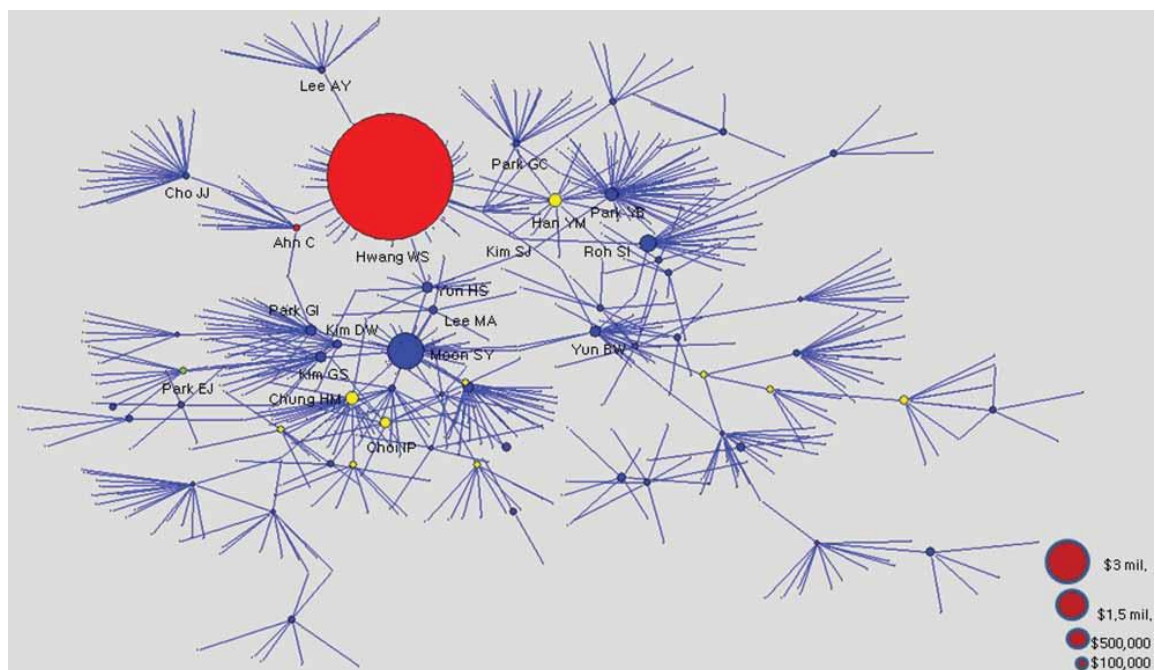 Lee AY
Park GC
Cho JJ
Park YB
Han YM
Ahn C
Hwang WS
Kim SJ
Roh SI
Yun HS
Park GI
Lee MA
Kim DW
Moon SY
Yun BW
Kim GS
Park EJ
Chung HM
Choi IP
$3 mil.
$1.5 mil.
$500,000
$100,000